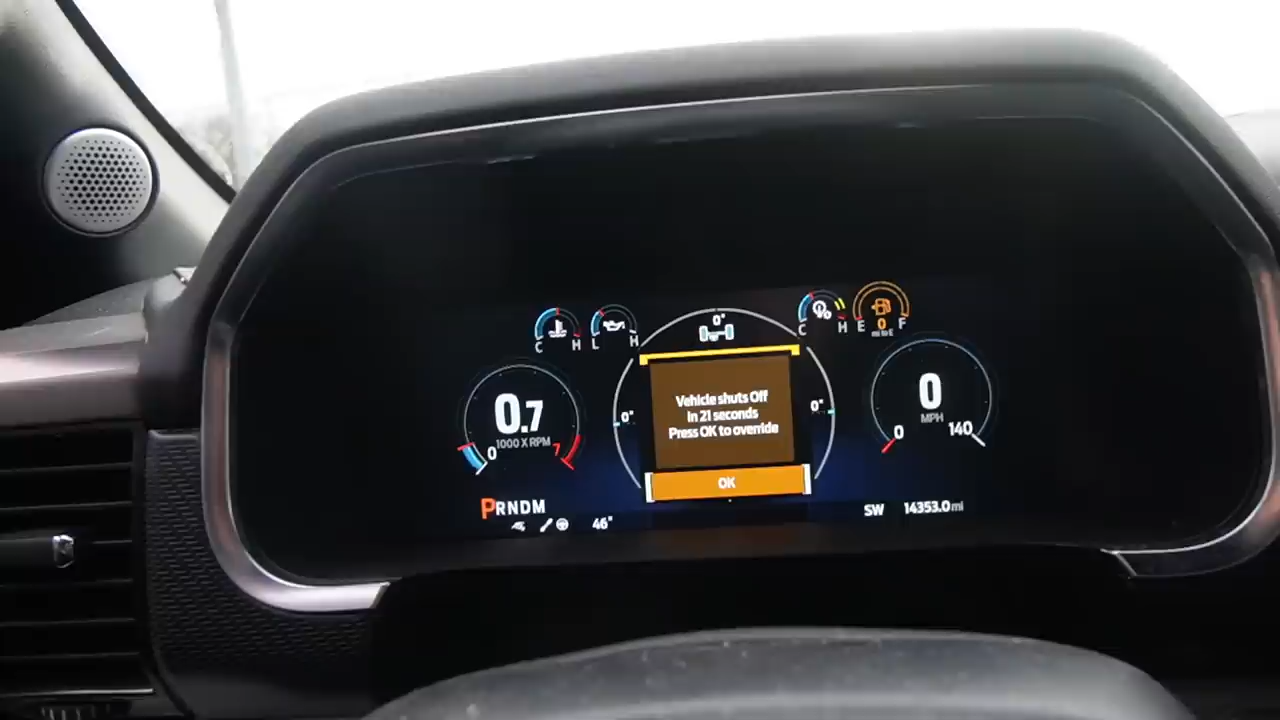 C H
L H
0°
C H
E 0 F
0.7
1000 X RPM
0 7
0°
Vehicle shuts Off
In 21 seconds
Press OK to override
OK
0°
0
MPH
0 140
PRNDM
46°
SW 14353.0 mi